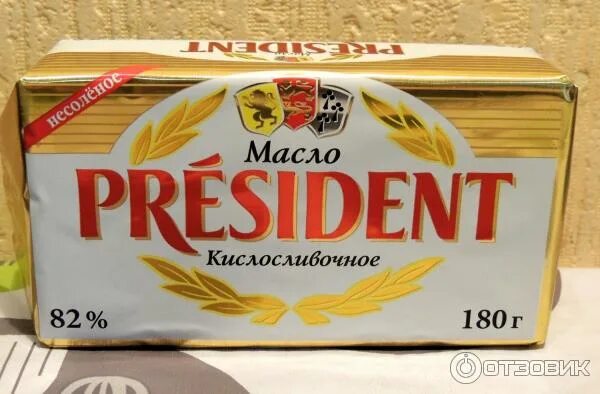 PRÉSIDENT
несолёное
Масло
PRÉSIDENT
Кислосливочное
82%
180 г
ОТЗОВИК